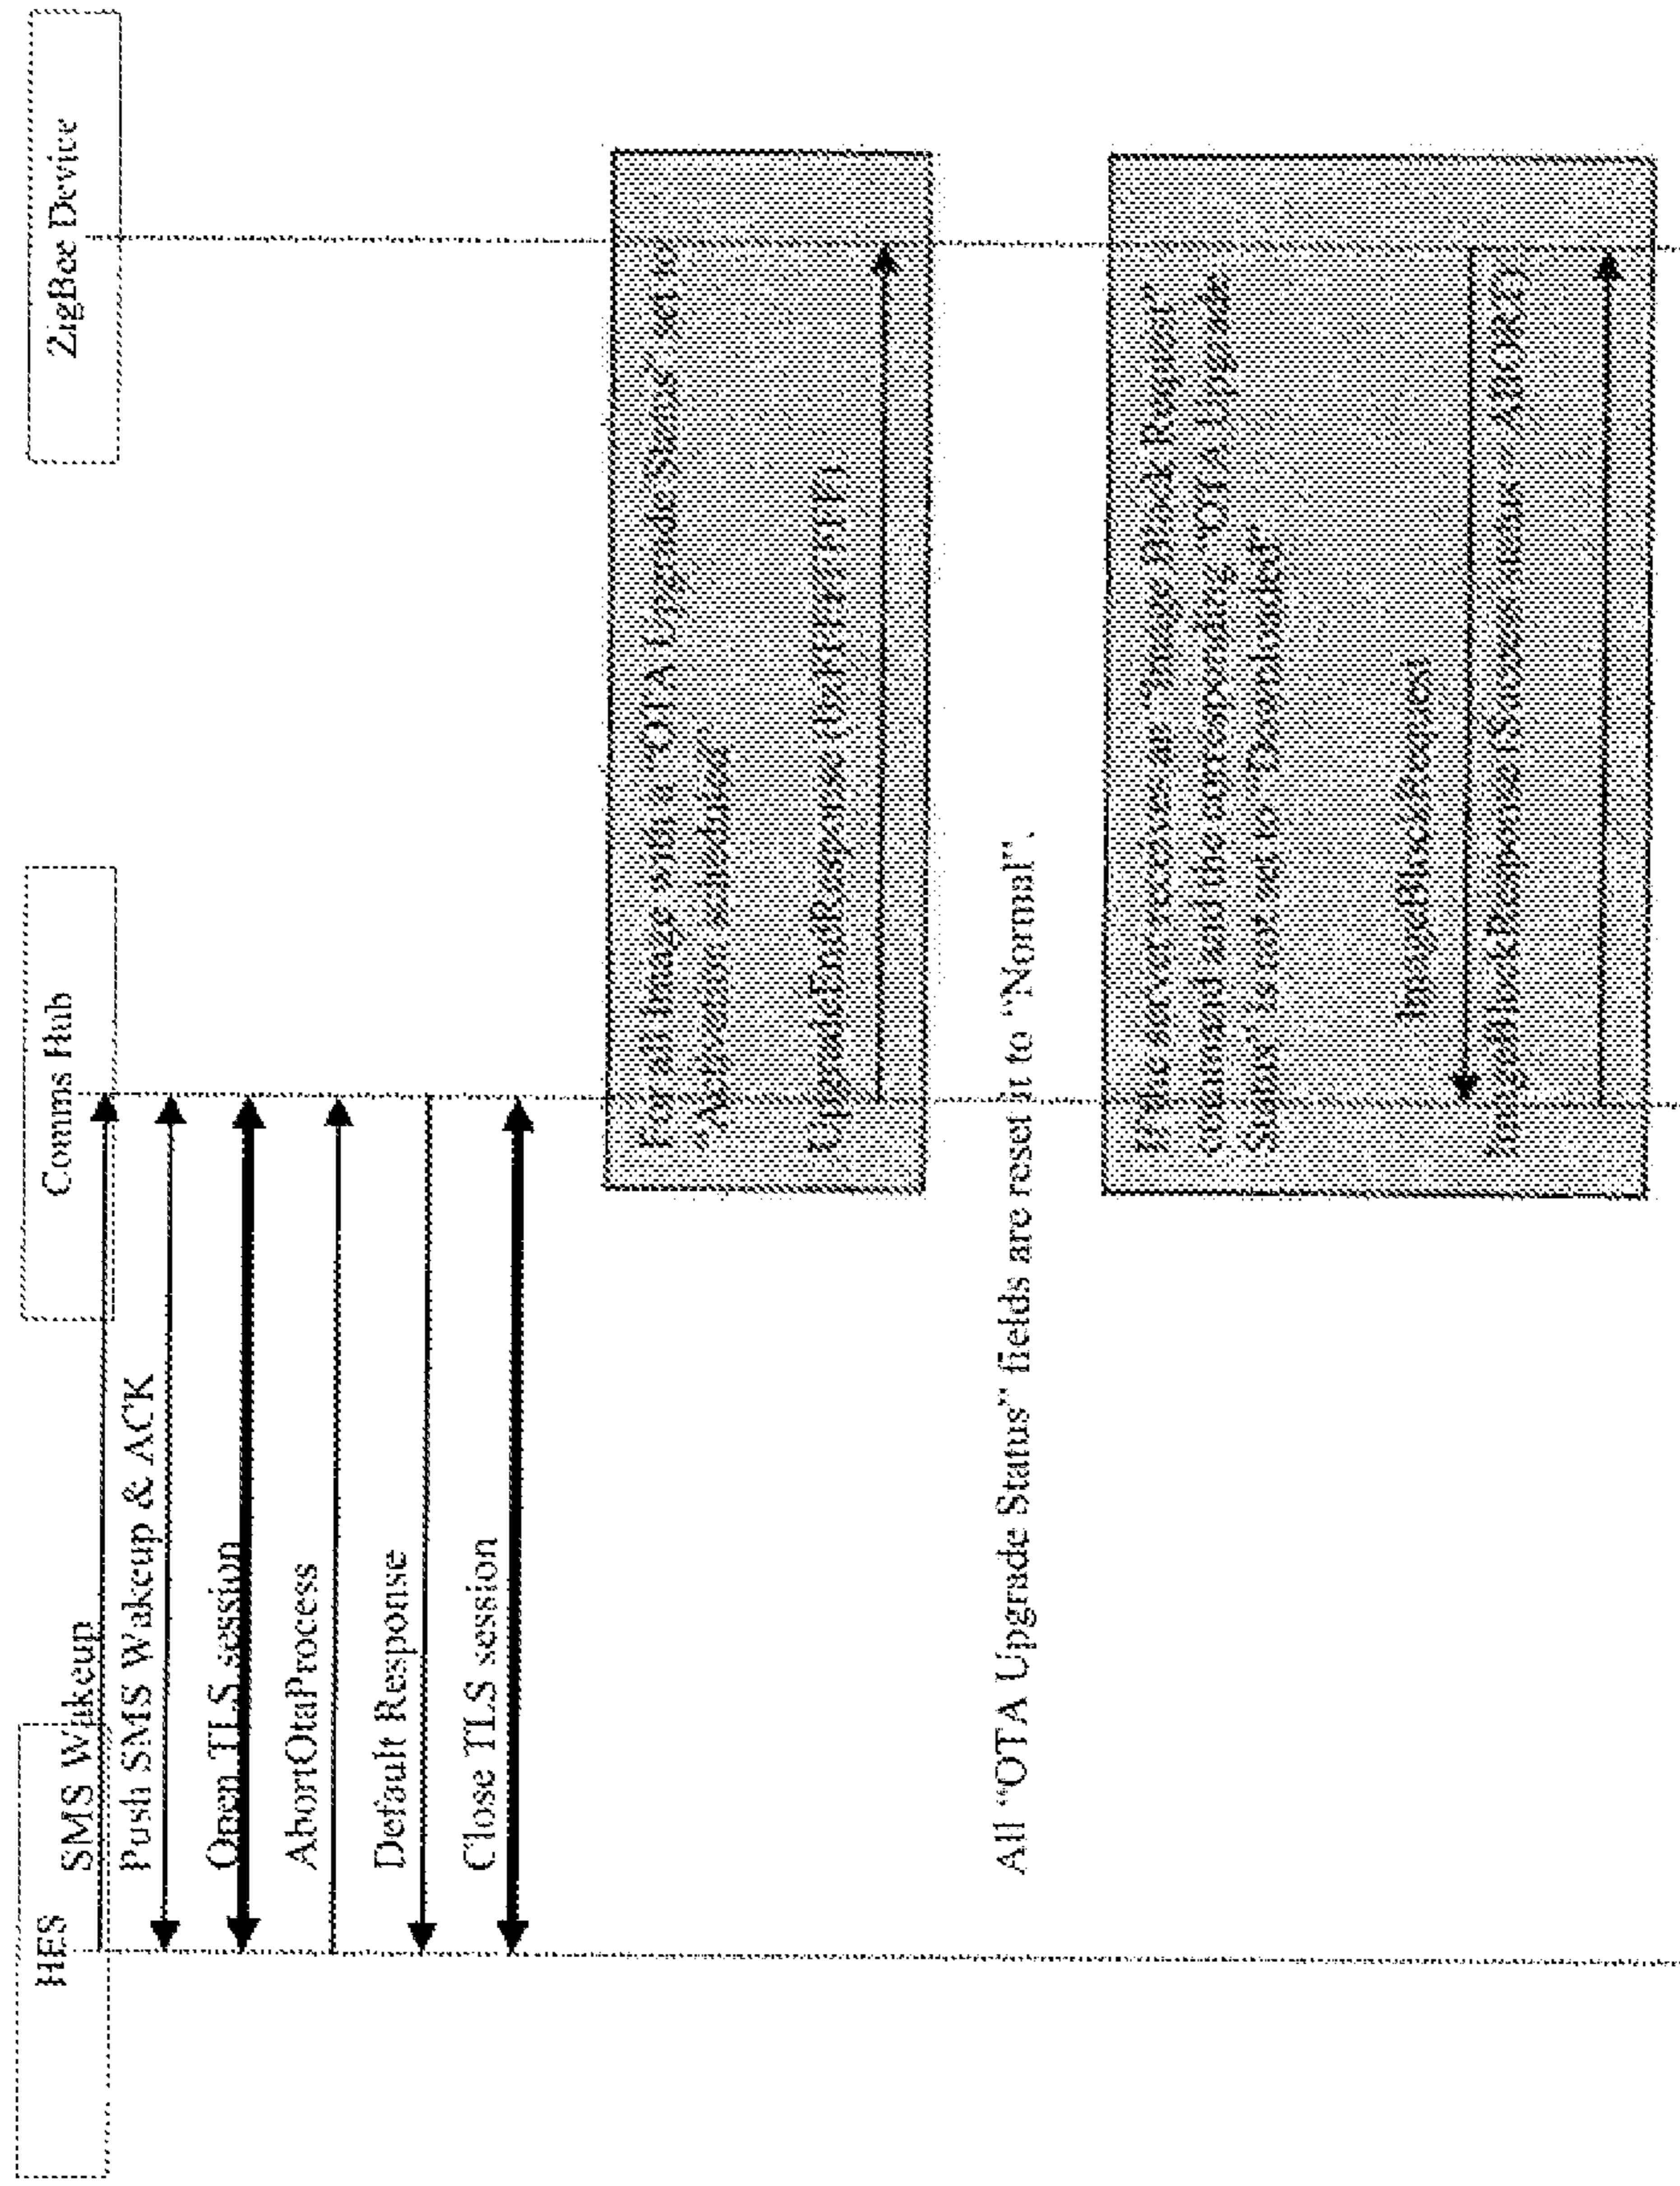 HES
Comms Hub
ZigBee Device
SMS Wakeup
Push SMS Wakeup & ACK
Open TLS session
AbortOtaProcess
Default Response
Close TLS session
For all Image with a "OTA Upgrade Status" set to
"Activation scheduled"
UpgradeEndResponse
All "OTA Upgrade Status" fields are reset it to "Normal".
If the server receives an "Image Block Request"
command and the corresponding "OTA Upgrade
Status" is not set to "Downloaded"
ImageBlockRequest
ImageBlockResponse ABORT)